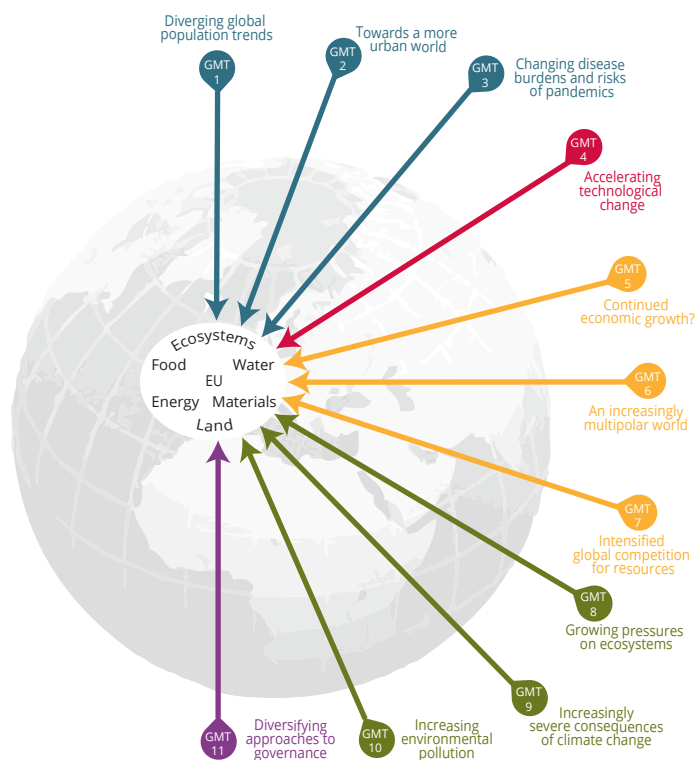 Diverging global
population trends
GMT
1
Towards a more
urban world
GMT
2
Changing disease
burdens and risks
of pandemics
GMT
3
GMT
4
Accelerating
technological
change
GMT
5
Continued
economic growth?
GMT
6
An increasingly
multipolar world
GMT
7
Intensified
global competition
for resources
GMT
8
Growing pressures
on ecosystems
GMT
9
Increasingly
severe consequences
of climate change
GMT
10
Increasing
environmental
pollution
GMT
11
Diversifying
approaches to
governance
Ecosystems
Food Water
EU
Energy Materials
Land